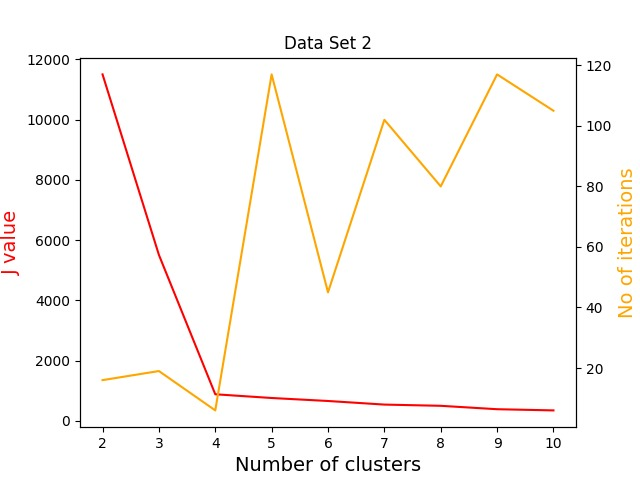 Data Set 2
12000
10000
8000
6000
4000
2000
0
J value
120
100
80
60
40
20
No of iterations
2 3 4 5 6 7 8 9 10
Number of clusters